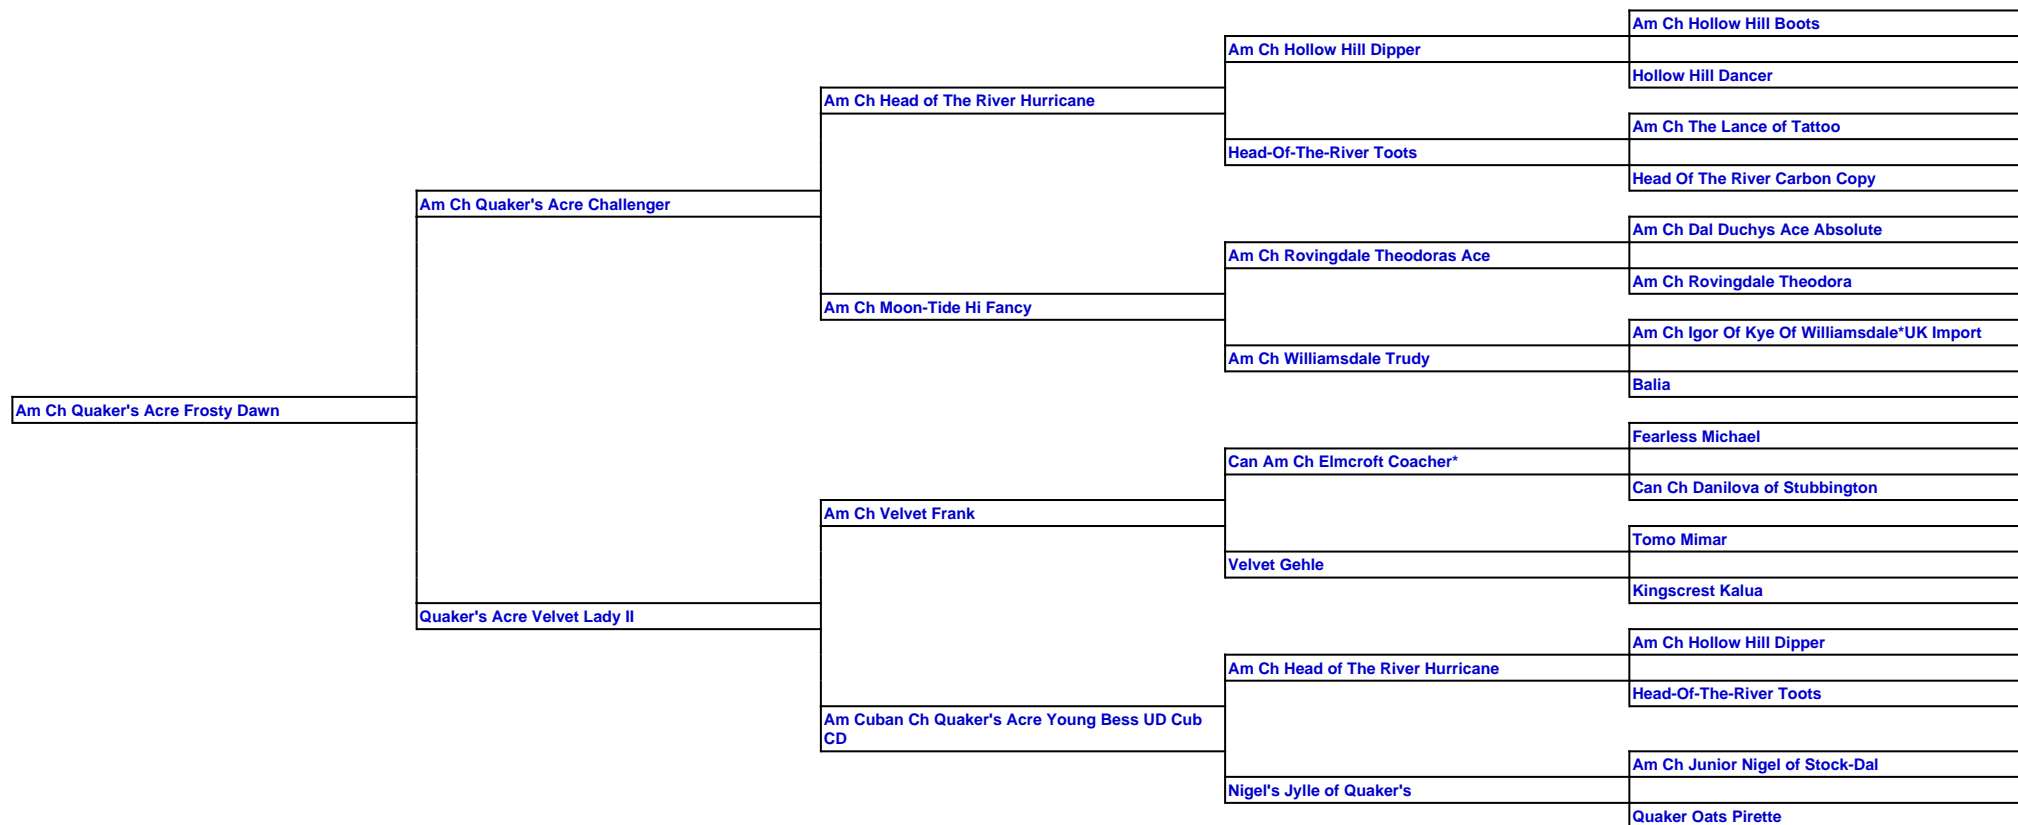 Am Ch Hollow Hill Boots
Am Ch Hollow Hill Dipper
Hollow Hill Dancer
Am Ch Head of The River Hurricane
Am Ch The Lance of Tattoo
Head-Of-The-River Toots
Head Of The River Carbon Copy
Am Ch Quaker's Acre Challenger
Am Ch Dal Duchys Ace Absolute
Am Ch Rovingdale Theodoras Ace
Am Ch Rovingdale Theodora
Am Ch Moon-Tide Hi Fancy
Am Ch Igor Of Kye Of Williamsdale*UK Import
Am Ch Williamsdale Trudy
Balia
Am Ch Quaker's Acre Frosty Dawn
Fearless Michael
Can Am Ch Elmcroft Coacher*
Can Ch Danilova of Stubbington
Am Ch Velvet Frank
Tomo Mimar
Velvet Gehle
Kingscrest Kalua
Quaker's Acre Velvet Lady II
Am Ch Hollow Hill Dipper
Am Ch Head of The River Hurricane
Head-Of-The-River Toots
Am Cuban Ch Quaker's Acre Young Bess UD Cub
CD
Am Ch Junior Nigel of Stock-Dal
Nigel's Jylle of Quaker's
Quaker Oats Pirette